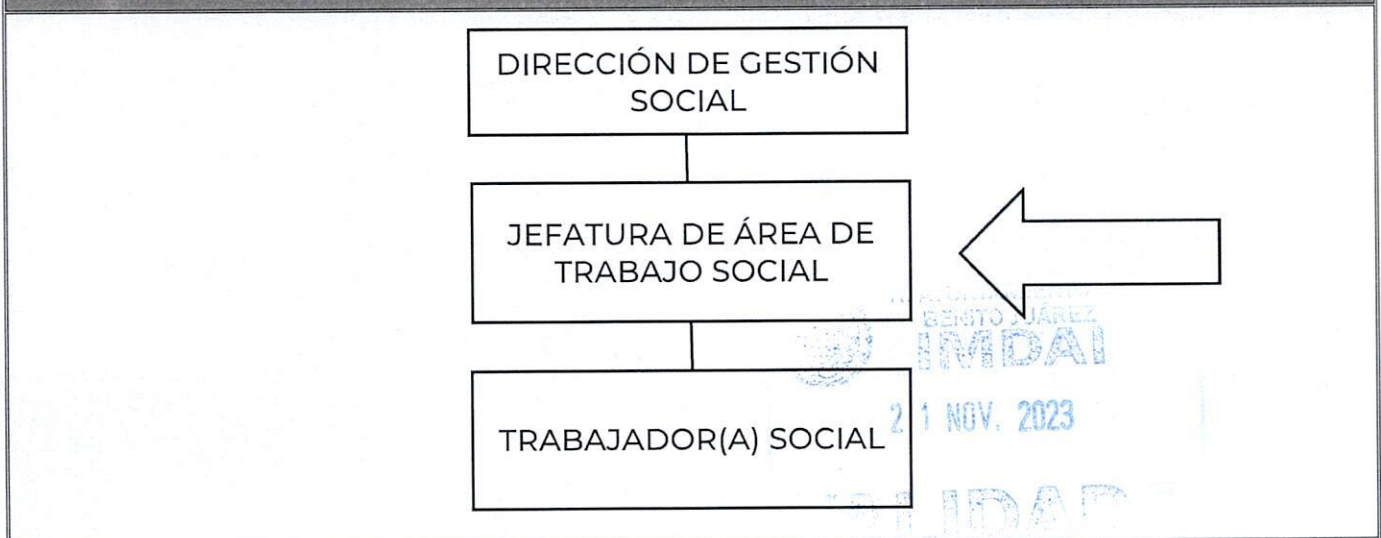 DIRECCIÓN DE GESTIÓN
SOCIAL
JEFATURA DE ÁREA DE
TRABAJO SOCIAL
BENITO JUÁREZ
IMDAI
21 NOV. 2023
TRABAJADOR(A) SOCIAL